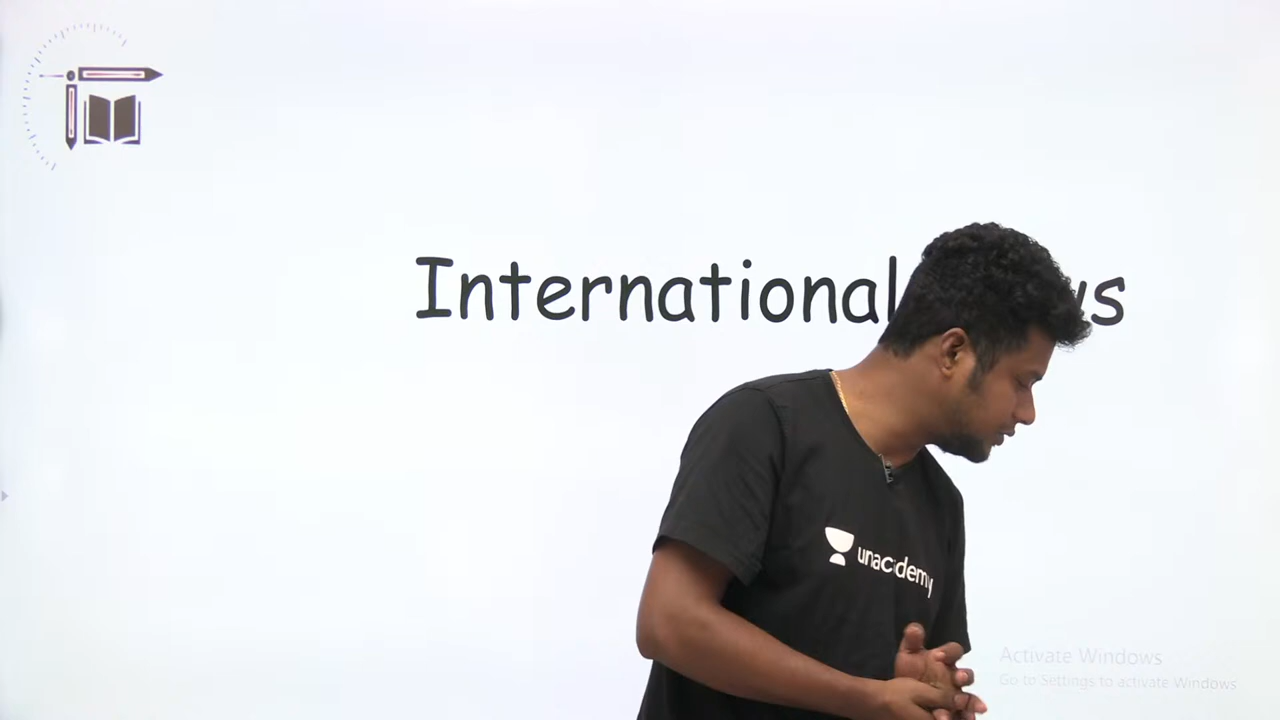 International
unacademy
Activate Windows
Go to Settings to activate Windows